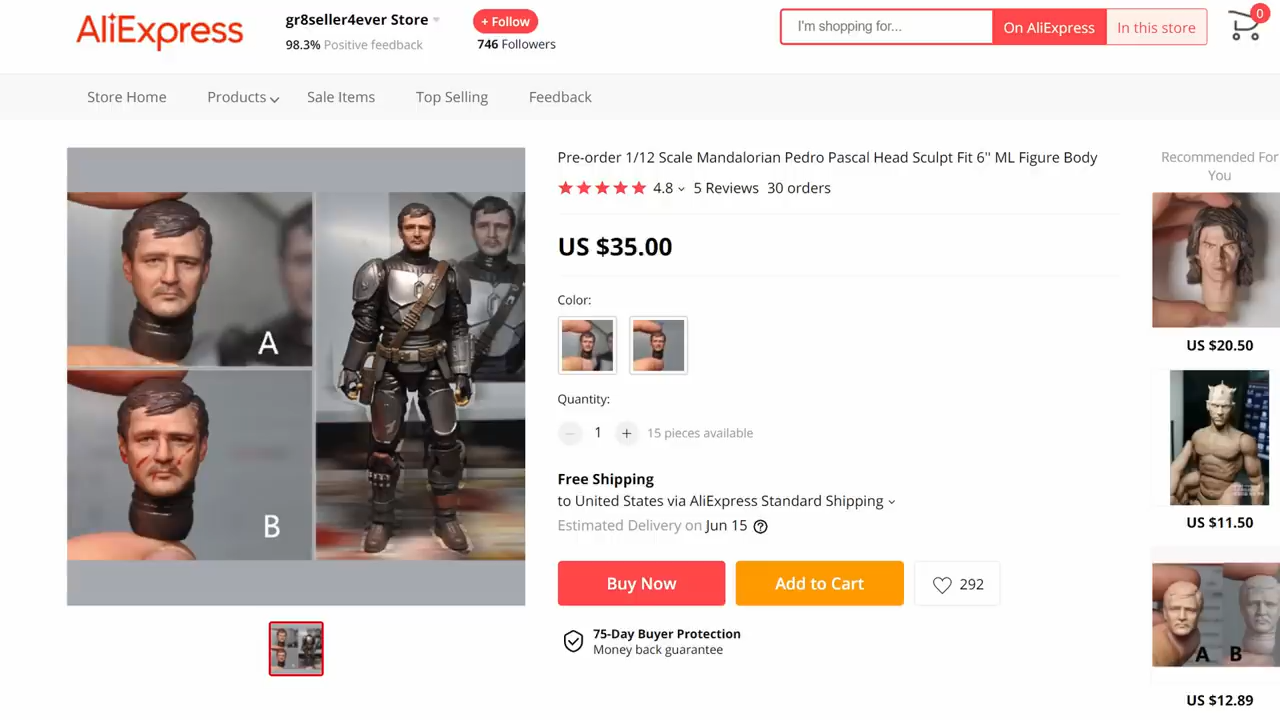 AliExpress
gr8seller4ever Store
98.3% Positive feedback
+ Follow
746 Followers
I'm shopping for...
On AliExpress
In this store
0
Store Home
Products
Sale Items
Top Selling
Feedback
A
B
Pre-order 1/12 Scale Mandalorian Pedro Pascal Head Sculpt Fit 6'' ML Figure Body
4.8
5 Reviews
30 orders
US $35.00
Color:
Quantity:
1
15 pieces available
Free Shipping
to United States via AliExpress Standard Shipping
Estimated Delivery on Jun 15
Buy Now
Add to Cart
292
75-Day Buyer Protection
Money back guarantee
Recommended For
You
US $20.50
US $11.50
A B
US $12.89